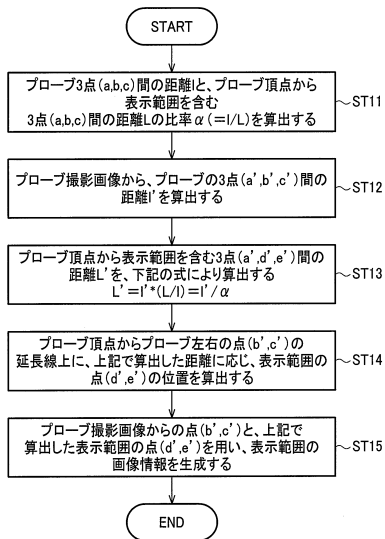 START
プローブ3点(a,b,c)間の距離lと、プローブ頂点から
表示範囲を含む
3点(a,b,c)間の距離Lの比率α(=l/L)を算出する
ST11
プローブ撮影画像から、プローブの3点(a',b',c')間の
距離l'を算出する
ST12
プローブ頂点から表示範囲を含む3点(a',d',e')間の
距離L'を、下記の式により算出する
L'=l'*(L/l)=l'/α
ST13
プローブ頂点からプローブ左右の点(b',c')の
延長線上に、上記で算出した距離に応じ、表示範囲の
点(d',e')の位置を算出する
ST14
プローブ撮影画像からの点(b',c')と、上記で
算出した表示範囲の点(d',e')を用い、表示範囲の
画像情報を生成する
ST15
END